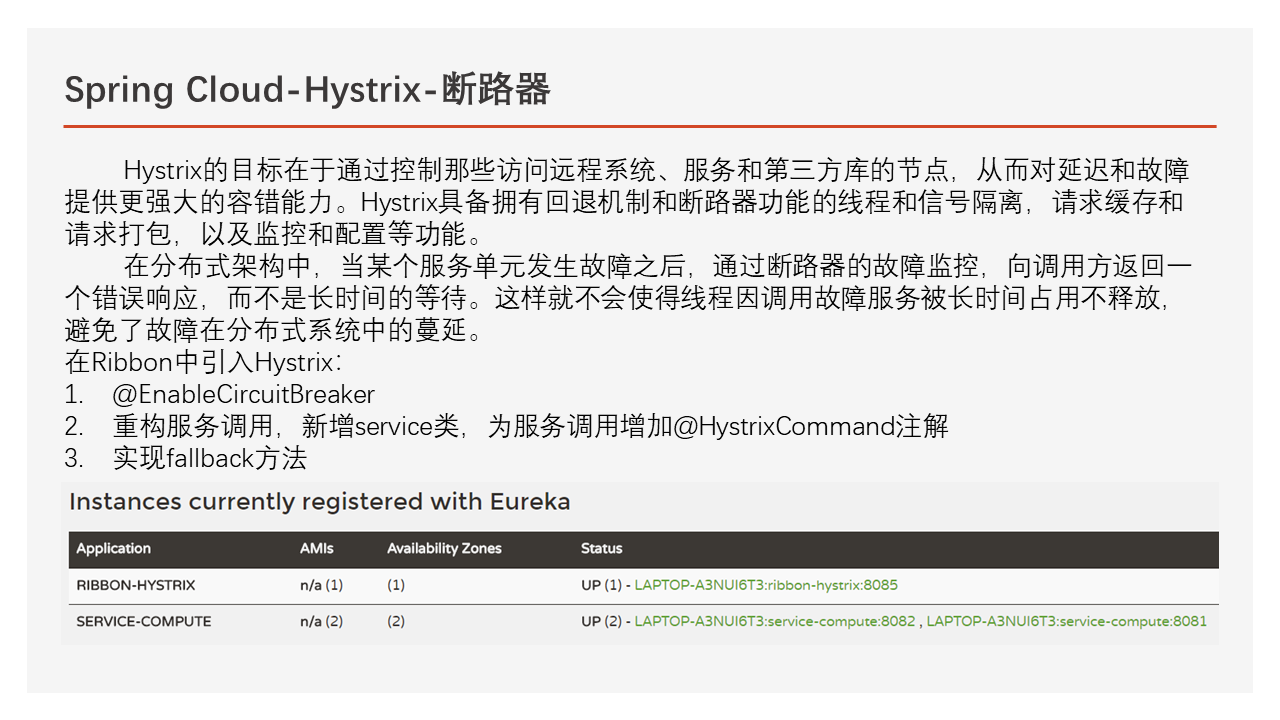 Spring Cloud-Hystrix-断路器
Hystrix的目标在于通过控制那些访问远程系统、服务和第三方库的节点，从而对延迟和故障
提供更强大的容错能力。Hystrix具备拥有回退机制和断路器功能的线程和信号隔离，请求缓存和
请求打包，以及监控和配置等功能。
在分布式架构中，当某个服务单元发生故障之后，通过断路器的故障监控，向调用方返回一
个错误响应，而不是长时间的等待。这样就不会使得线程因调用故障服务被长时间占用不释放，
避免了故障在分布式系统中的蔓延。
在Ribbon中引入Hystrix：
1. @EnableCircuitBreaker
2. 重构服务调用，新增service类，为服务调用增加@HystrixCommand注解
3. 实现fallback方法
Instances currently registered with Eureka
Application AMIs Availability Zones Status
RIBBON-HYSTRIX n/a (1) (1) UP (1) - LAPTOP-A3NUI6T3:ribbon-hystrix:8085
SERVICE-COMPUTE n/a (2) (2) UP (2) - LAPTOP-A3NUI6T3:service-compute:8082 , LAPTOP-A3NUI6T3:service-compute:8081